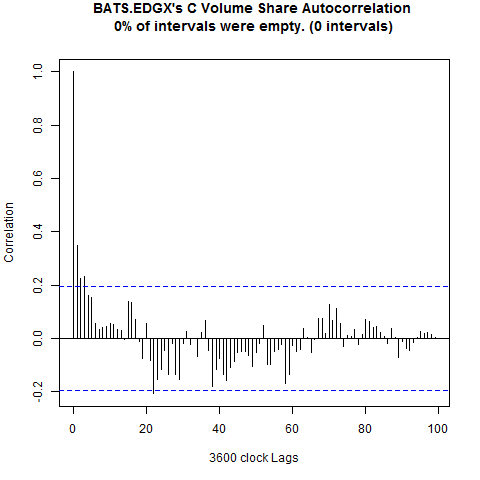 BATS.EDGX's C Volume Share Autocorrelation
0% of intervals were empty. (0 intervals)
Correlation
1.0
0.8
0.6
0.4
0.2
0.0
-0.2
0 20 40 60 80 100
3600 clock Lags